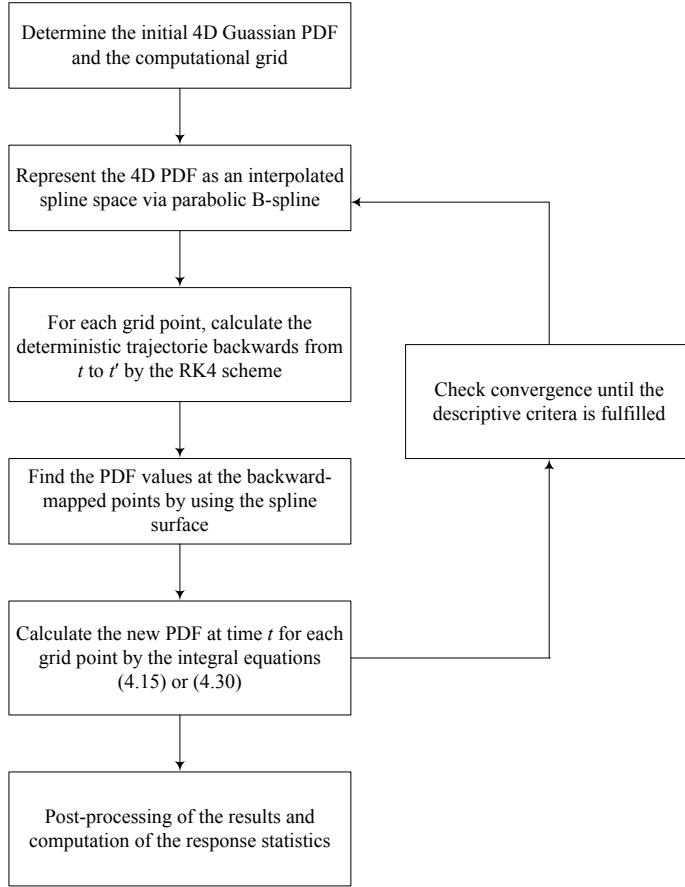 Determine the initial 4D Guassian PDF
and the computational grid
Represent the 4D PDF as an interpolated
spline space via parabolic B-spline
For each grid point, calculate the
deterministic trajectorie backwards from
t to t′ by the RK4 scheme
Check convergence until the
descriptive critera is fulfilled
Find the PDF values at the backward-
mapped points by using the spline
surface
Calculate the new PDF at time t for each
grid point by the integral equations
(4.15) or (4.30)
Post-processing of the results and
computation of the response statistics